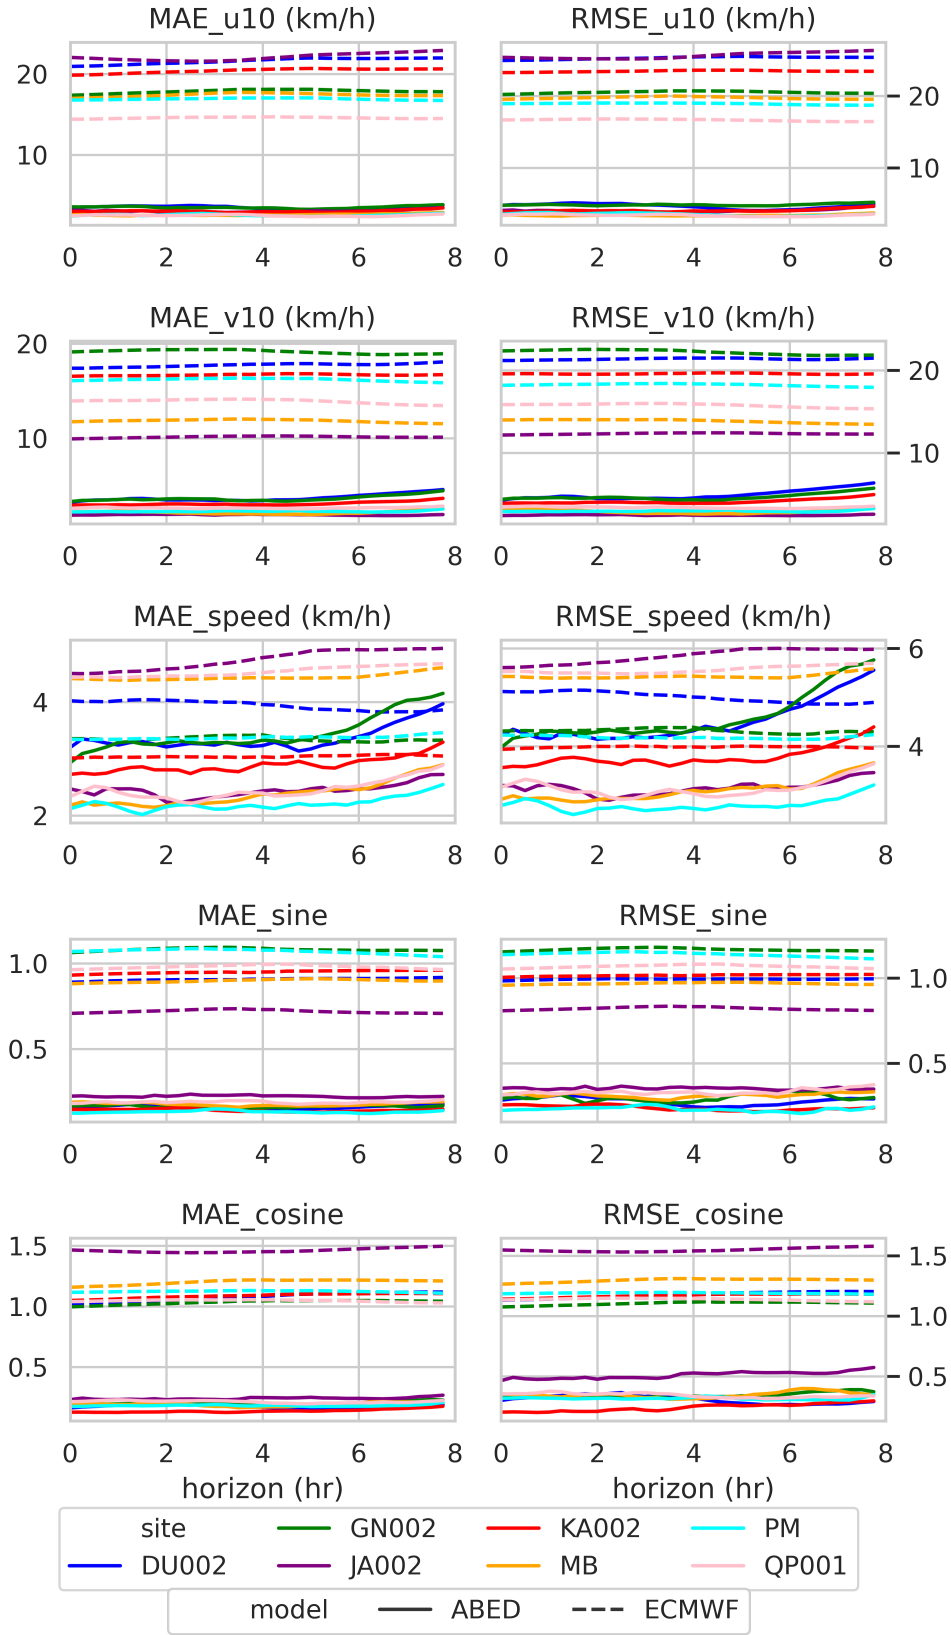 MAE_u10 (km/h) RMSE_u10 (km/h)
20 20
10 10
0 2 4 6 8 0 2 4 6 8
MAE_v10 (km/h) RMSE_v10 (km/h)
20 20
10 10
0 2 4 6 8 0 2 4 6 8
MAE_speed (km/h) RMSE_speed (km/h)
4 6
2 4
0 2 4 6 8 0 2 4 6 8
MAE_sine RMSE_sine
1.0 1.0
0.5 0.5
0 2 4 6 8 0 2 4 6 8
MAE_cosine RMSE_cosine
1.5 1.5
1.0 1.0
0.5 0.5
0 2 4 6 8 0 2 4 6 8
horizon (hr) horizon (hr)
site GN002 KA002 PM
DU002 JA002 MB QP001
model ABED ECMWF